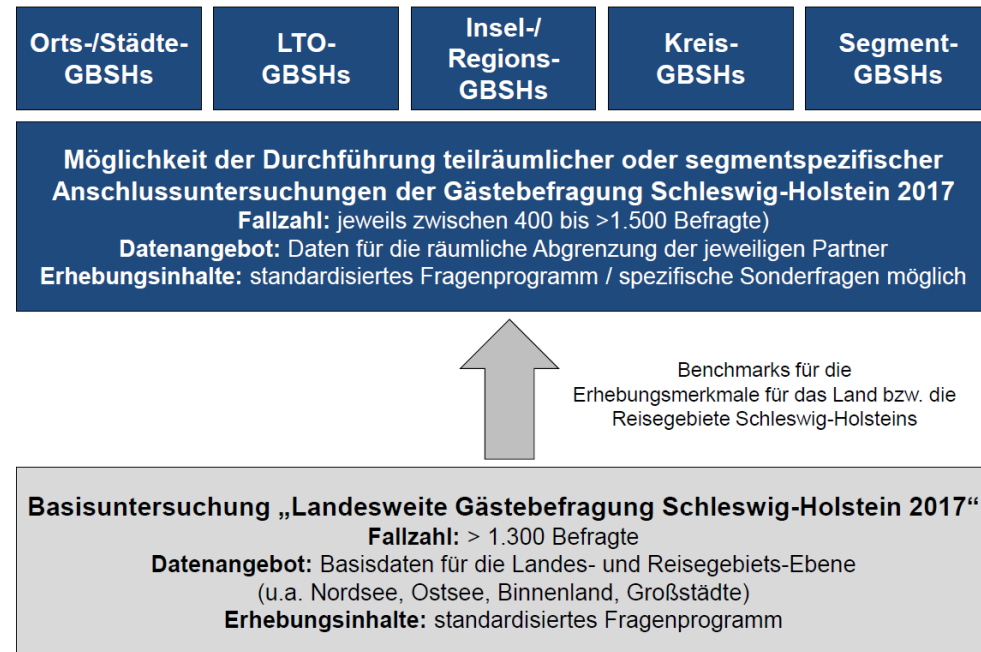 Orts-/Städte-
GBSHs
LTO-
GBSHs
Insel-/
Regions-
GBSHs
Kreis-
GBSHs
Segment-
GBSHs
Möglichkeit der Durchführung teilräumlicher oder segmentspezifischer
Anschlussuntersuchungen der Gästebefragung Schleswig-Holstein 2017
Fallzahl: jeweils zwischen 400 bis >1.500 Befragte)
Datenangebot: Daten für die räumliche Abgrenzung der jeweiligen Partner
Erhebungsinhalte: standardisiertes Fragenprogramm / spezifische Sonderfragen möglich
Benchmarks für die
Erhebungsmerkmale für das Land bzw. die
Reisegebiete Schleswig-Holsteins
Basisuntersuchung „Landesweite Gästebefragung Schleswig-Holstein 2017“
Fallzahl: > 1.300 Befragte
Datenangebot: Basisdaten für die Landes- und Reisegebiets-Ebene
(u.a. Nordsee, Ostsee, Binnenland, Großstädte)
Erhebungsinhalte: standardisiertes Fragenprogramm